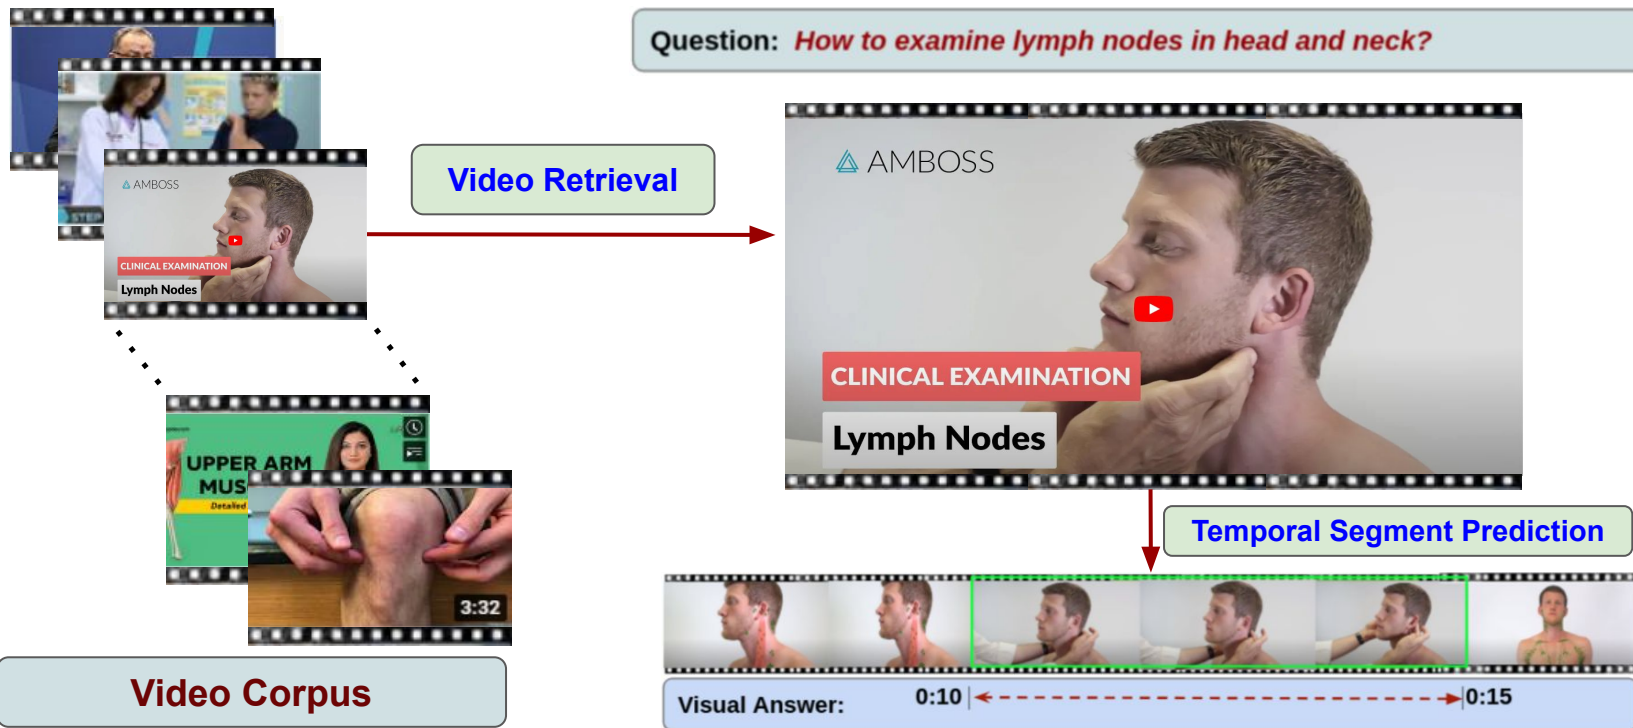 Question: How to examine lymph nodes in head and neck?
AMBOSS
CLINICAL EXAMINATION
Lymph Nodes
STEP
Video Retrieval
AMBOSS
CLINICAL EXAMINATION
Lymph Nodes
UPPER ARM
MUS
Detailed
3:32
Video Corpus
Temporal Segment Prediction
Visual Answer: 0:10 0:15